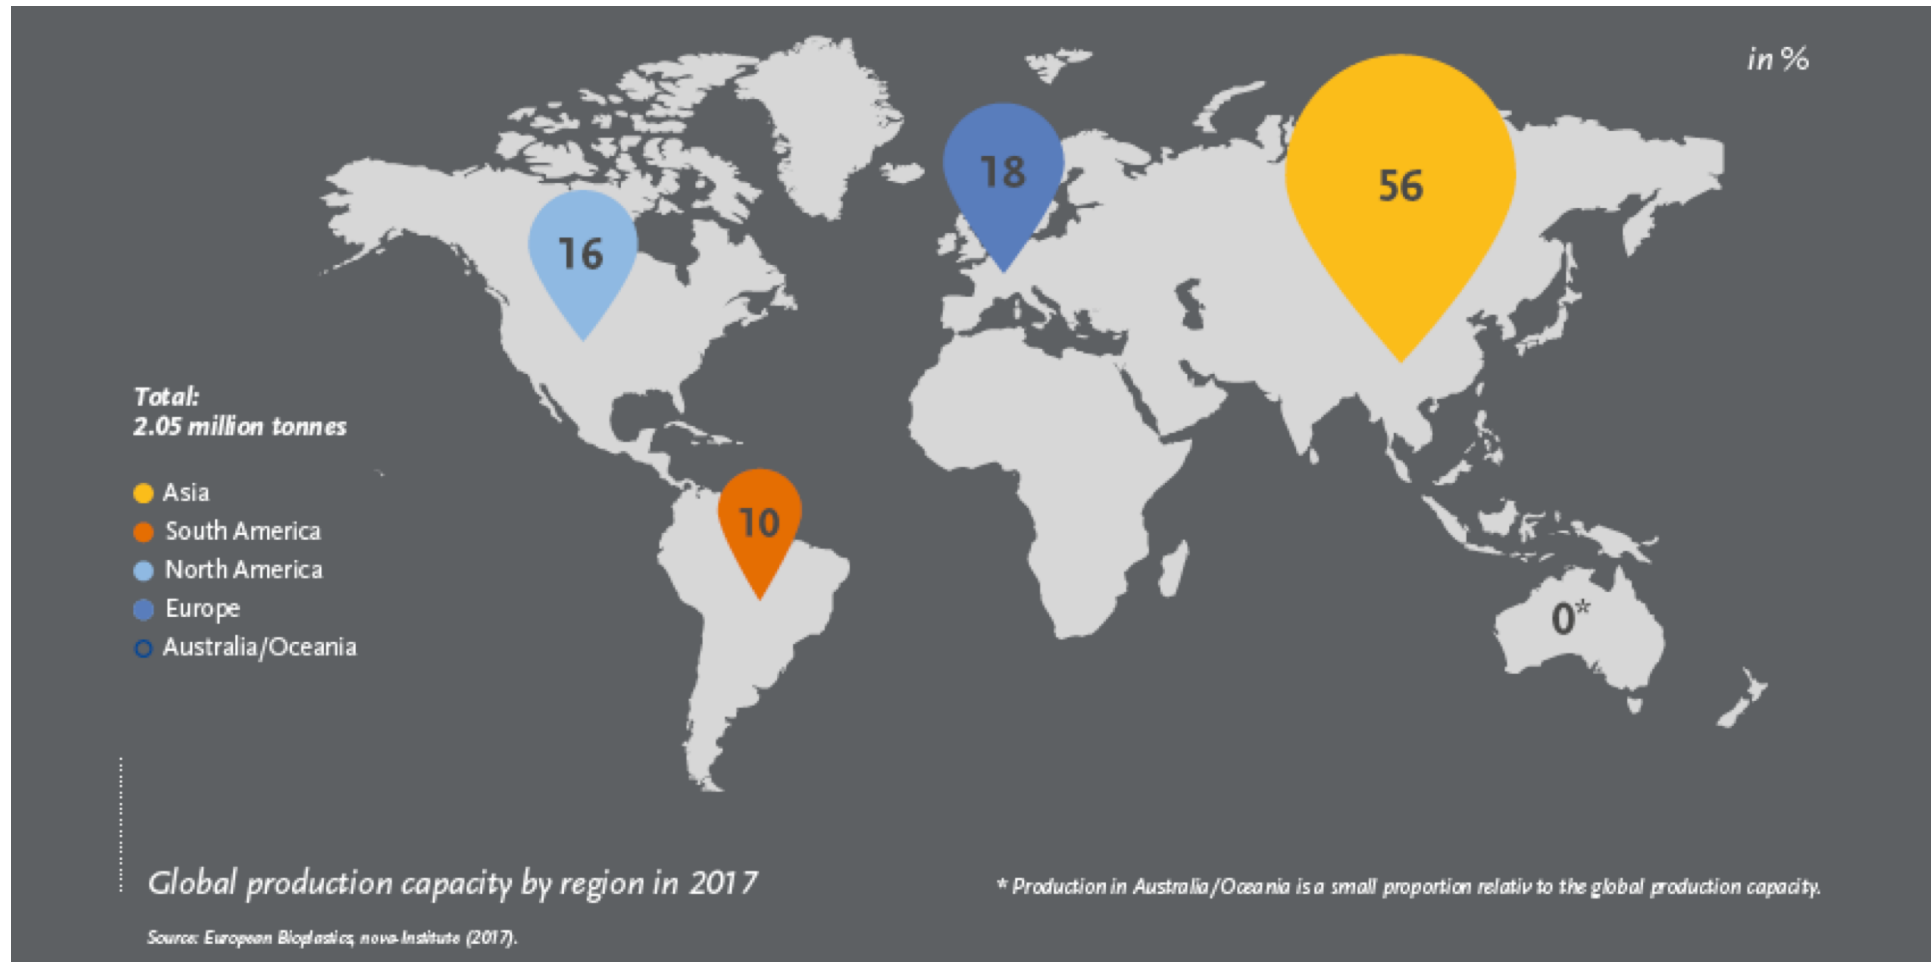 in %
18
56
16
Total:
2.05 million tonnes
Asia
South America
10
North America
Europe
0*
Australia/Oceania
Global production capacity by region in 2017
* Production in Australia/Oceania is a small proportion relativ to the global production capacity.
Source: European Bioplastics, nova-Institute (2017).